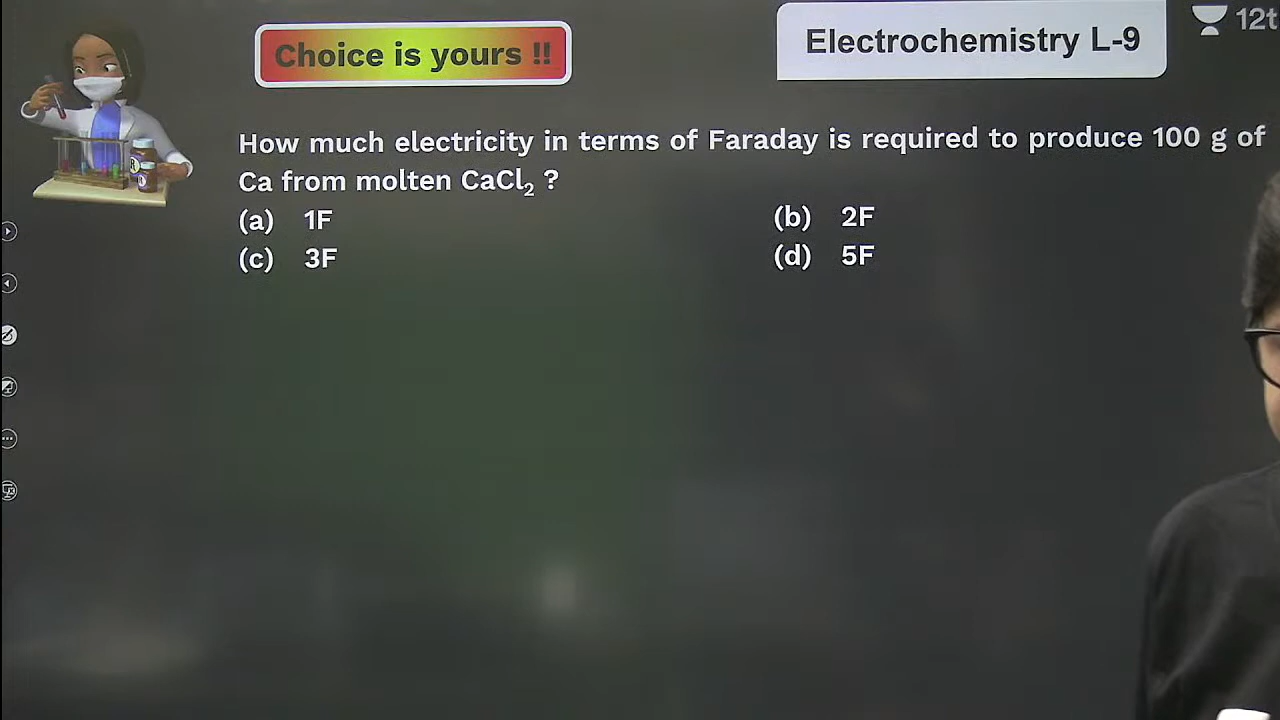 Choice is yours !!
Electrochemistry L-9
12t
How much electricity in terms of Faraday is required to produce 100 g of
Ca from molten CaCl₂ ?
(a) 1F
(b) 2F
(c) 3F
(d) 5F